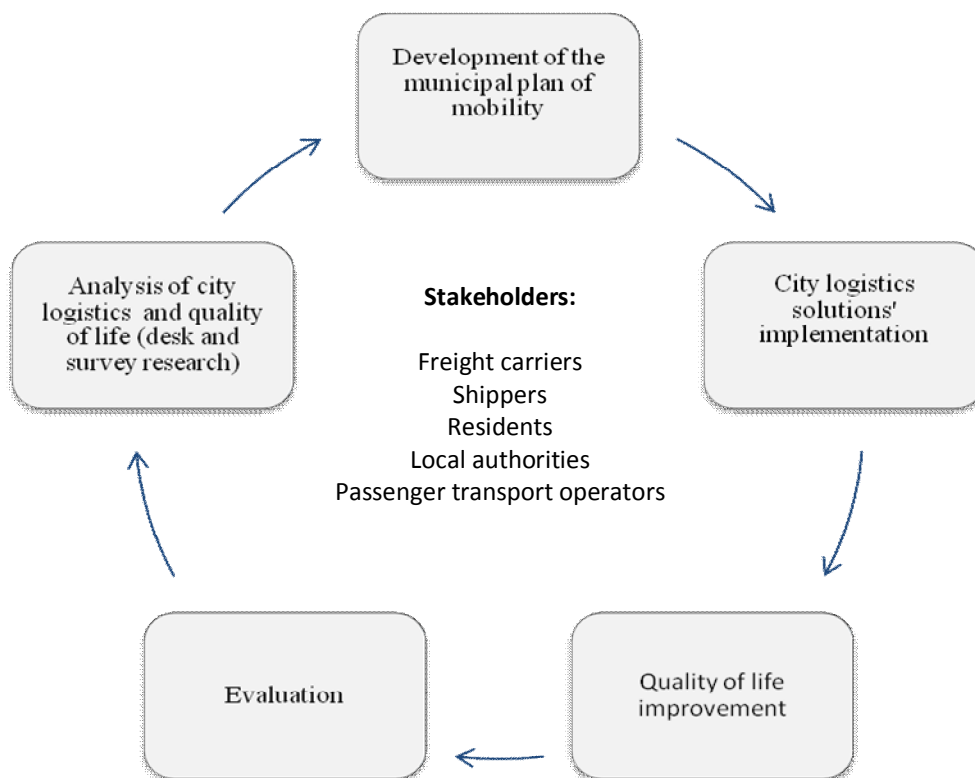 Development of the
municipal plan of
mobility
Analysis of city
logistics and quality
of life (desk and
survey research)
Stakeholders:
Freight carriers
Shippers
Residents
Local authorities
Passenger transport operators
City logistics
solutions'
implementation
Evaluation
Quality of life
improvement